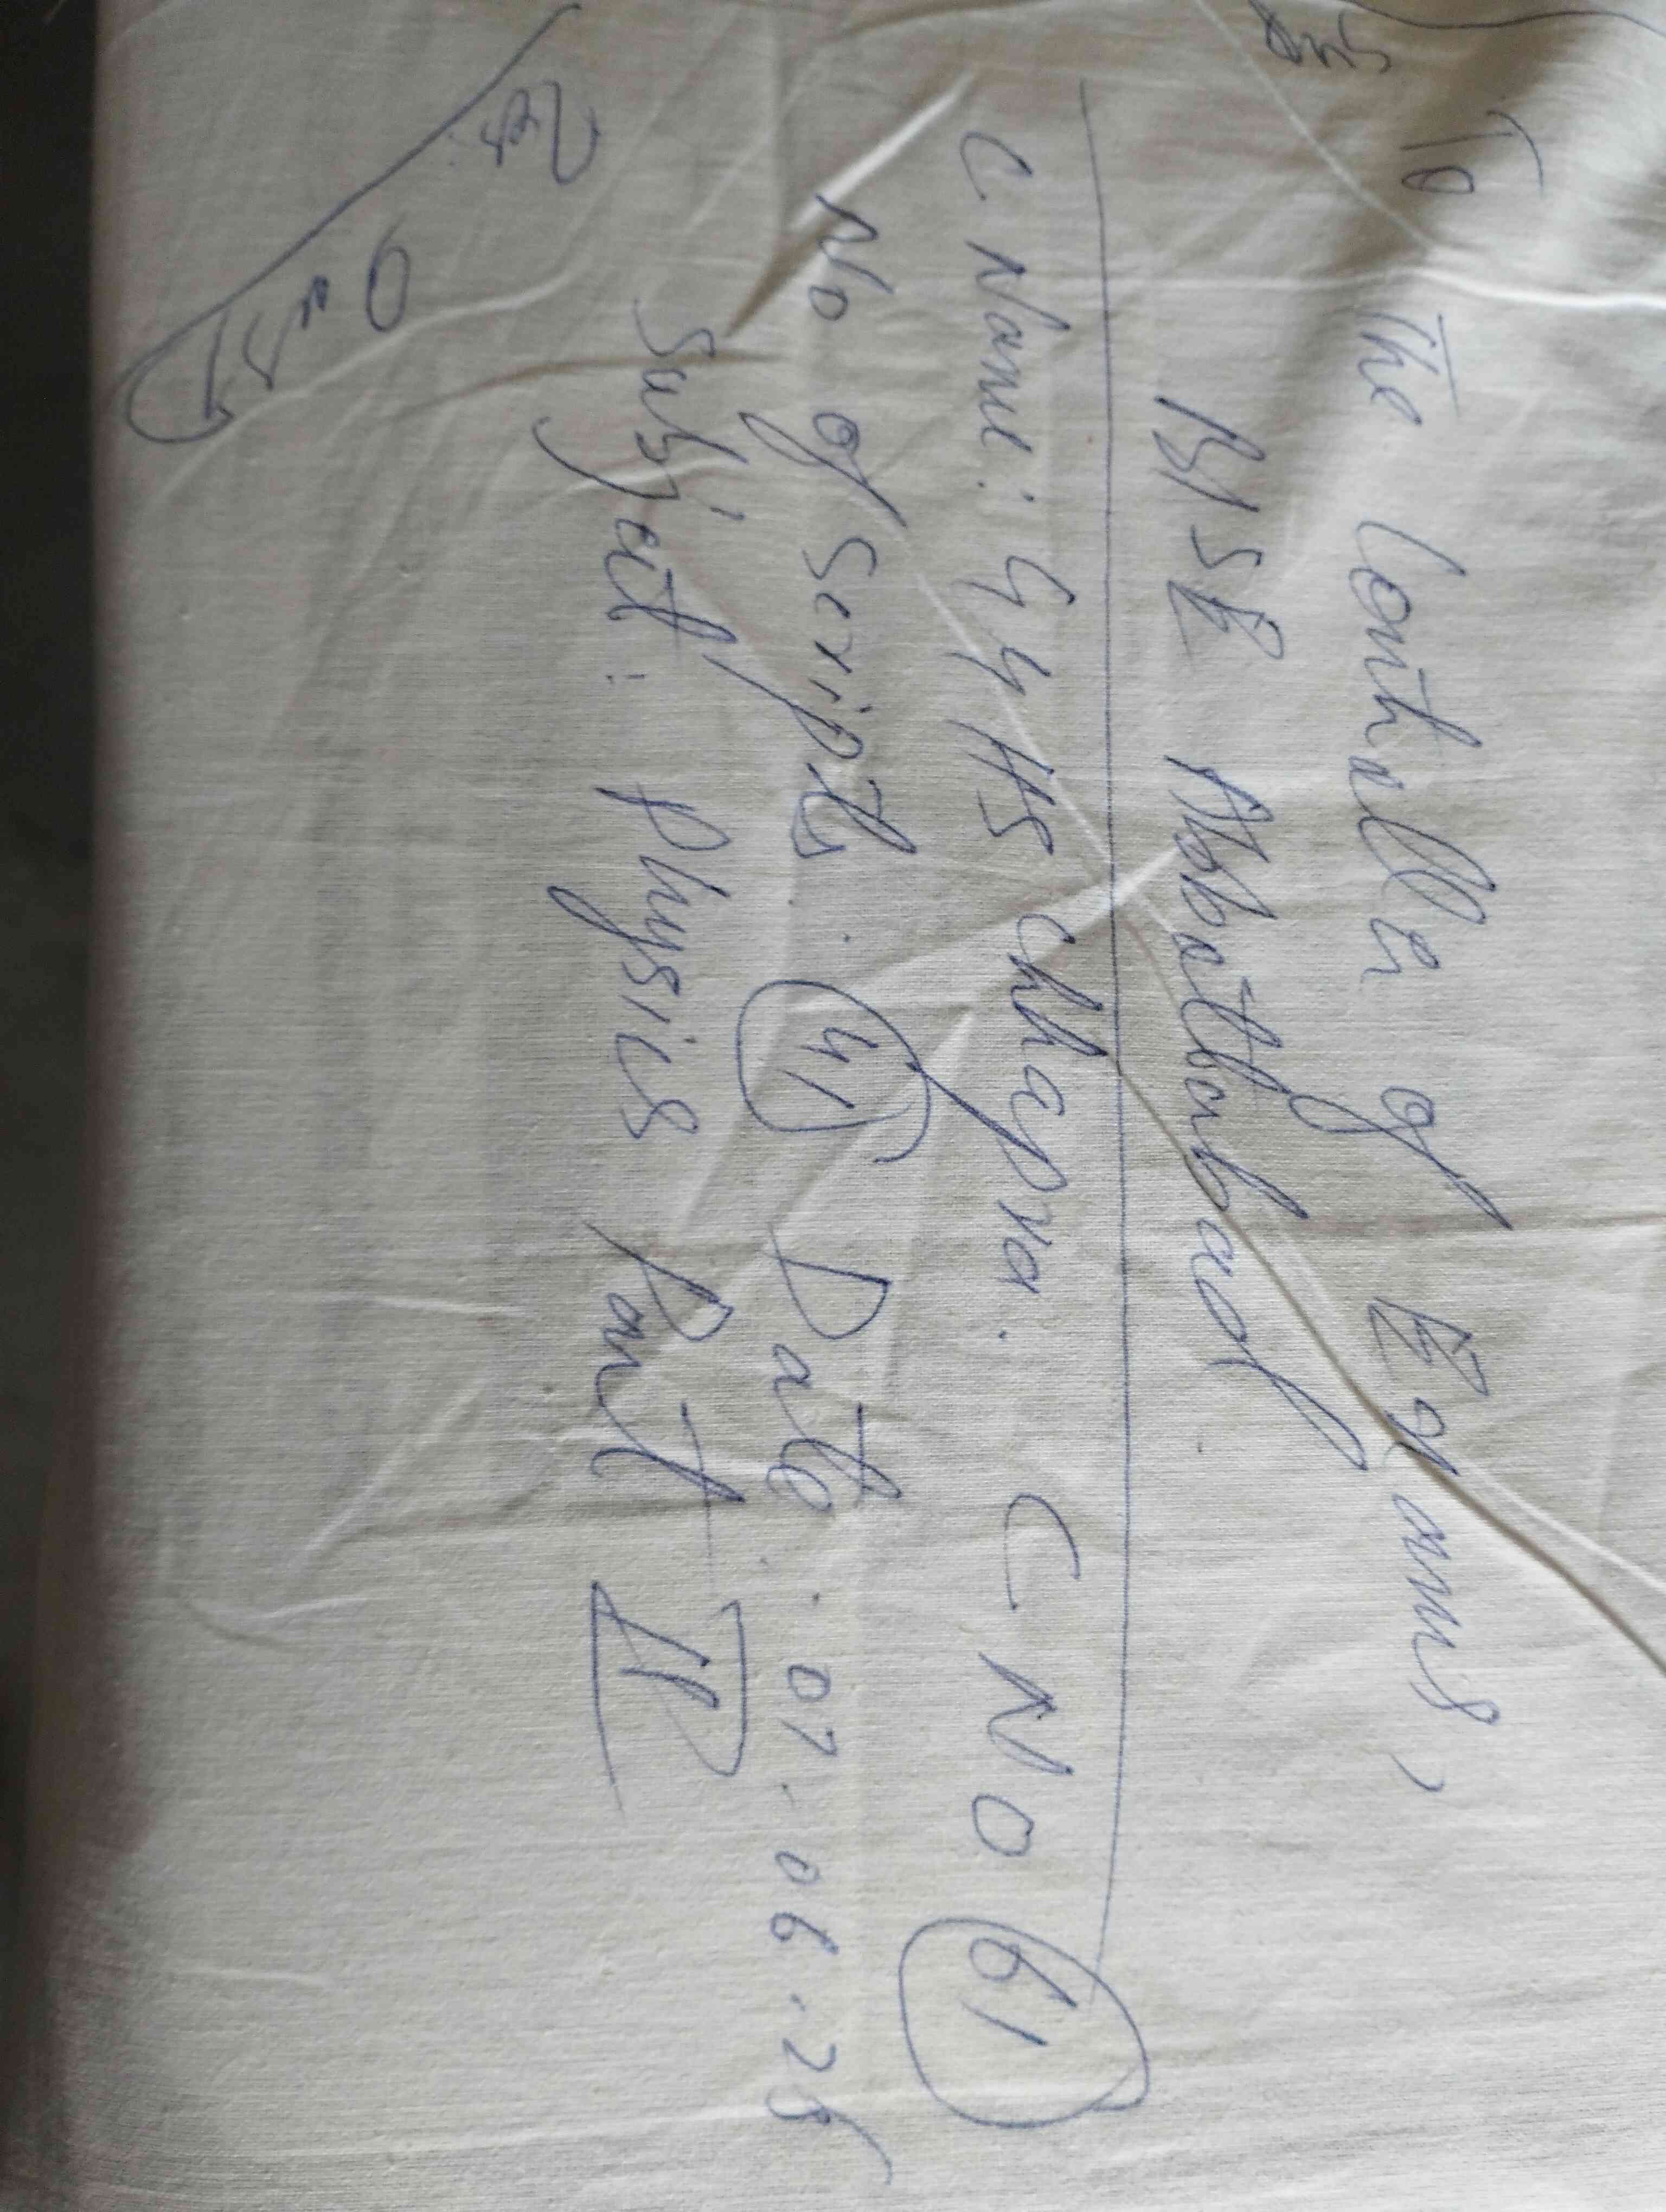 To
The Controller of Exams,
BISE Abbottabad
C Name: GGHS Chhapra. C NO 61
No of Scripts: 41 Date: 07-06-25
Subject: Physics Part II